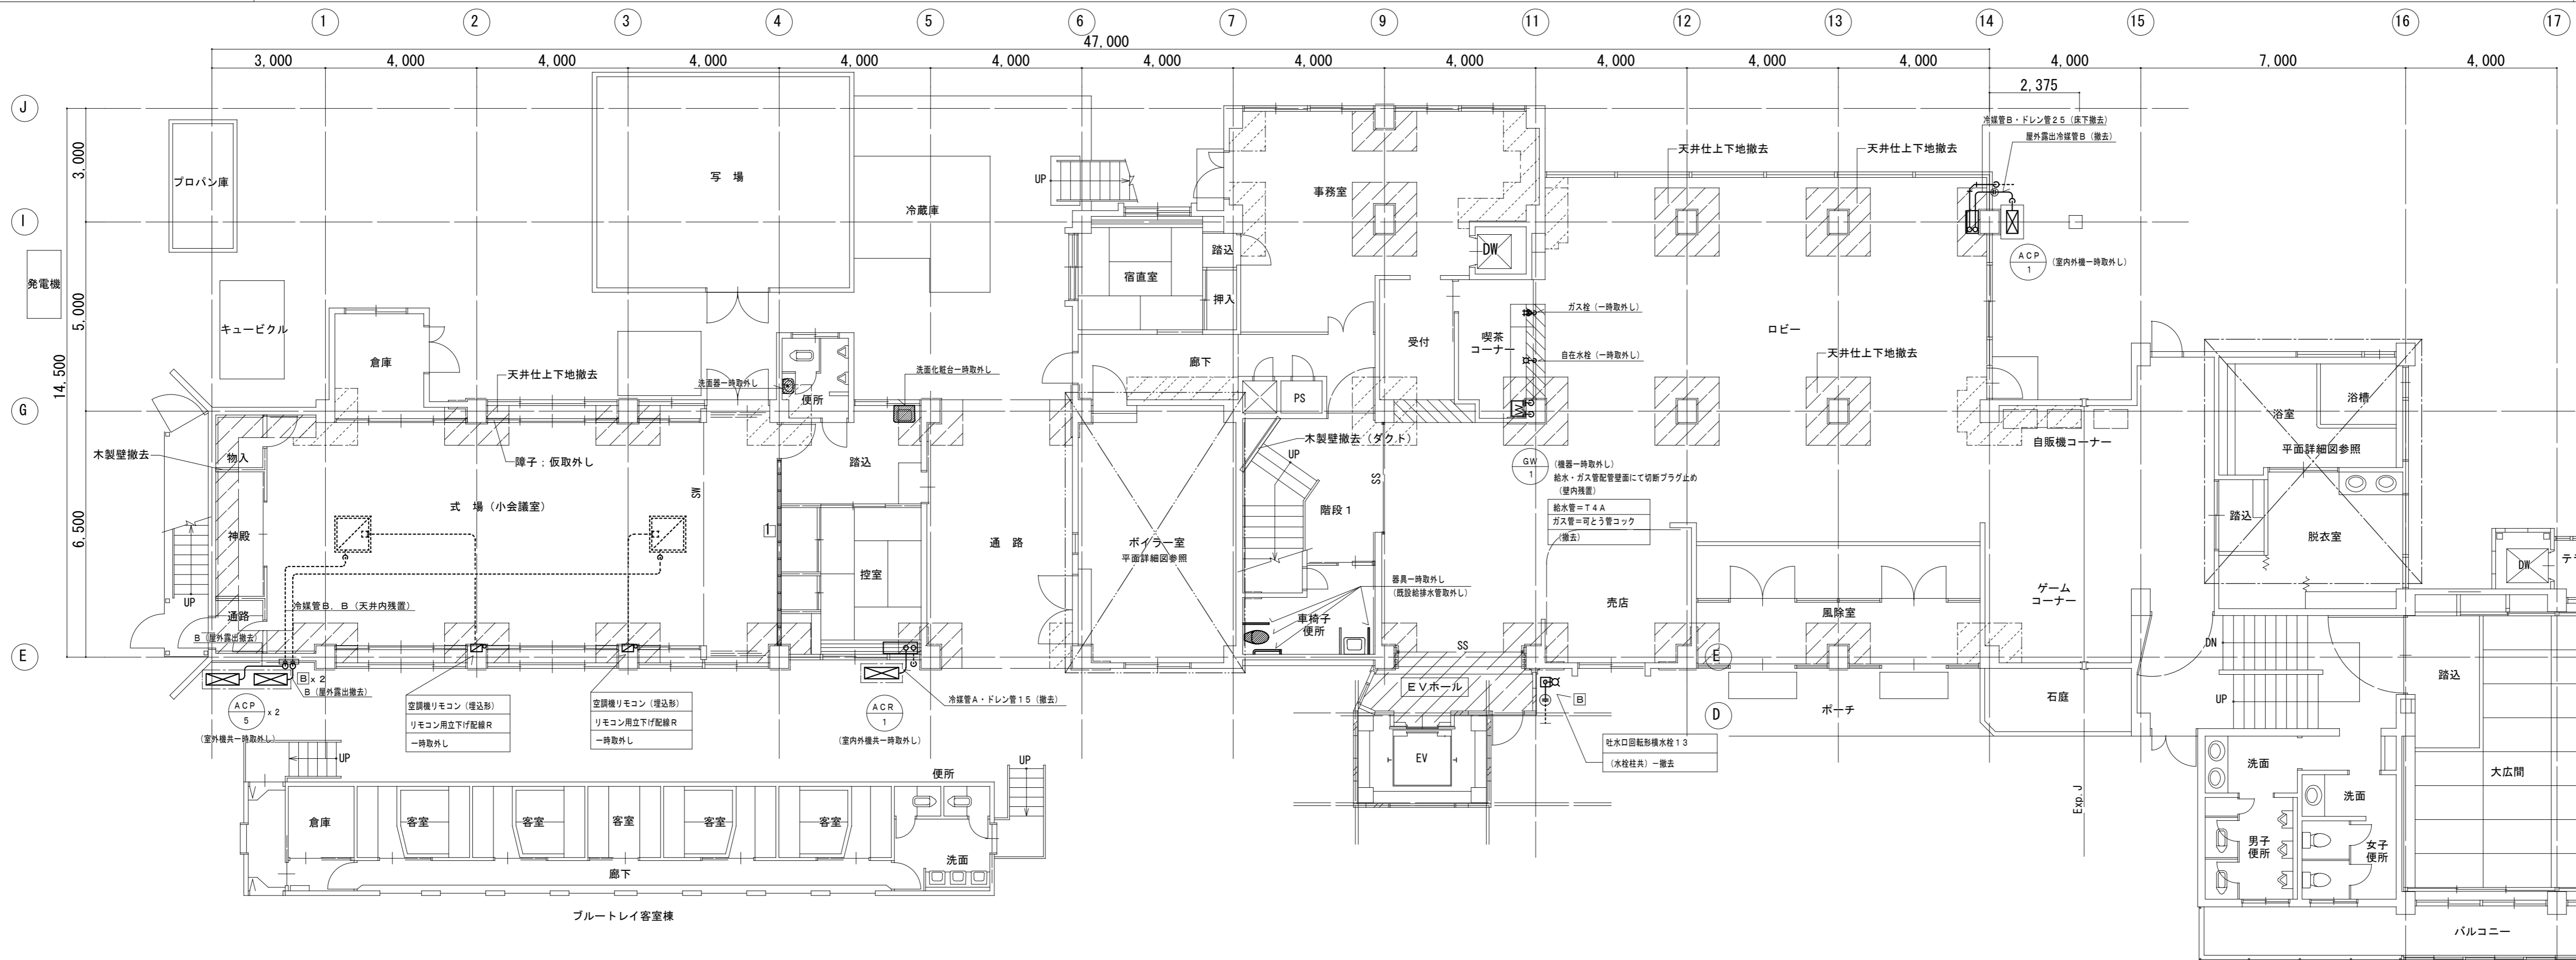 1 2 3 4 5 6 7 9 11 12 13 14 15 16 17
47,000
3,000 4,000 4,000 4,000 4,000 4,000 4,000 4,000 4,000 4,000 4,000 4,000 4,000 7,000 4,000
2,375
J
I
G
E
3,000
5,000
6,500
14,500
冷媒管B・ドレン管25（床下撤去）
屋外露出冷媒管B（撤去）
天井仕上下地撤去
天井仕上下地撤去
プロパン庫
写 場
冷蔵庫
UP
事務室
発電機
キュービクル
倉庫
宿直室
踏込
押入
DW
ACP
1
（室内外機一時取外し）
ガス栓（一時取外し）
自在水栓（一時取外し）
受付
喫茶
コーナー
ロビー
天井仕上下地撤去
廊下
PS
天井仕上下地撤去
洗面器一時取外し
洗面化粧台一時取外し
便所
浴室
浴槽
平面詳細図参照
自販機コーナー
木製壁撤去
物入
障子：仮取外し
踏込
木製壁撤去（ダクト）
UP
SS
SW
GW
1
（機器一時取外し）
給水・ガス管配管壁面にて切断プラグ止め
（壁内残置）
給水管＝T4A
ガス管＝可とう管コック
（撤去）
式 場（小会議室）
神殿
1
控室
通 路
ボイラー室
平面詳細図参照
階段1
踏込
脱衣室
DW
テラ
UP
通路
冷媒管B．B（天井内残置）
B（屋外露出撤去）
B（屋外露出撤去）
B x 2
器具一時取外し
（既設給排水管取外し）
車椅子
便所
売店
風除室
ゲーム
コーナー
DN
UP
踏込
E
D
SS
EVホール
EV
B
ポーチ
石庭
ACP
5
x 2
（室外機共一時取外し）
空調機リモコン（埋込形）
リモコン用立下げ配線R
一時取外し
空調機リモコン（埋込形）
リモコン用立下げ配線R
一時取外し
ACR
1
（室内外機共一時取外し）
冷媒管A・ドレン管15（撤去）
吐水口回転形横水栓13
（水栓柱共）－撤去
Exp.J
洗面
洗面
大広間
男子
便所
女子
便所
バルコニー
UP
UP
便所
倉庫
客室
客室
客室
客室
客室
洗面
廊下
ブルートレイ客室棟